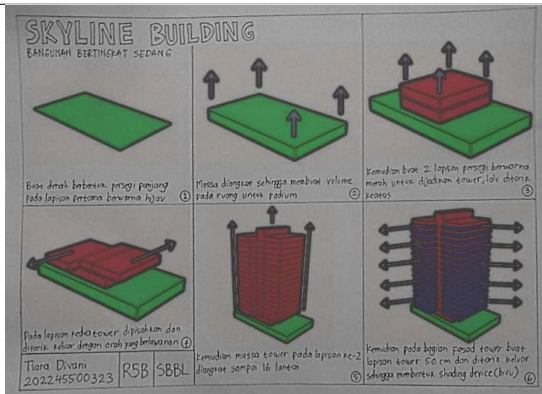 SKYLINE BUILDING
BANGUNAN BERTINGKAT SEDANG
Buat denah berbentuk persegi panjang
pada lapisan pertama berwarna hijau
①
Massa diangkat sehingga membuat volume
pada ruang untuk podium
②
Kemudian buat 2 lapisan persegi berwarna
merah untuk dijadikan tower, lalu ditarik
keatas
③
Pada lapisan kedua tower dipisahkan dan
ditarik keluar dengan arah yang belawanan
④
Kemudian massa tower pada lapisan ke-2
diangkat sampai 16 lantai
⑤
Kemudian pada bagian fasad tower buat
lapisan tower 50 cm dan ditarik keluar
sehingga membentuk shading device (biru)
⑥
Tiara Divani
202245500323
R5B
SBBL